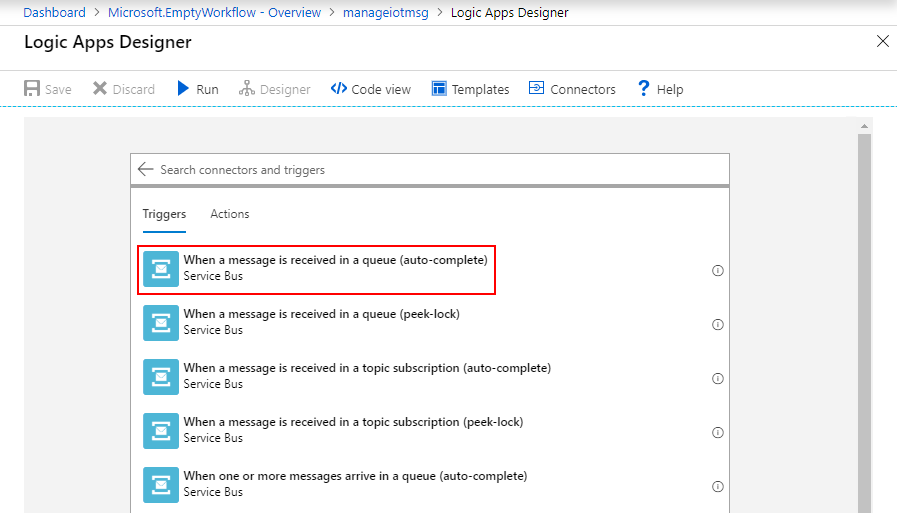 Dashboard > Microsoft.EmptyWorkflow - Overview > manageiotmsg > Logic Apps Designer
Logic Apps Designer
Save Discard Run Designer Code view Templates Connectors ? Help
Search connectors and triggers
Triggers Actions
When a message is received in a queue (auto-complete)
Service Bus
When a message is received in a queue (peek-lock)
Service Bus
When a message is received in a topic subscription (auto-complete)
Service Bus
When a message is received in a topic subscription (peek-lock)
Service Bus
When one or more messages arrive in a queue (auto-complete)
Service Bus